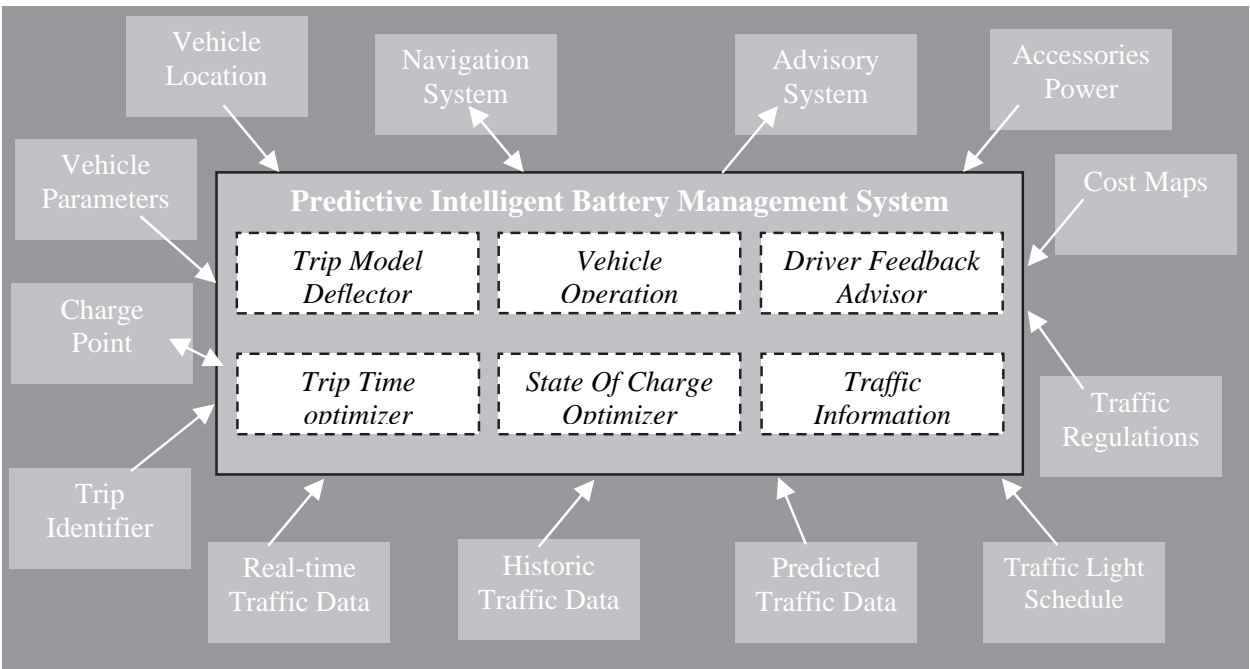 Vehicle
Location
Navigation
System
Advisory
System
Accessories
Power
Vehicle
Parameters
Cost Maps
Predictive Intelligent Battery Management System
Trip Model
Deflector
Vehicle
Operation
Driver Feedback
Advisor
Charge
Point
Trip Time
optimizer
State Of Charge
Optimizer
Traffic
Information
Traffic
Regulations
Trip
Identifier
Real-time
Traffic Data
Historic
Traffic Data
Predicted
Traffic Data
Traffic Light
Schedule